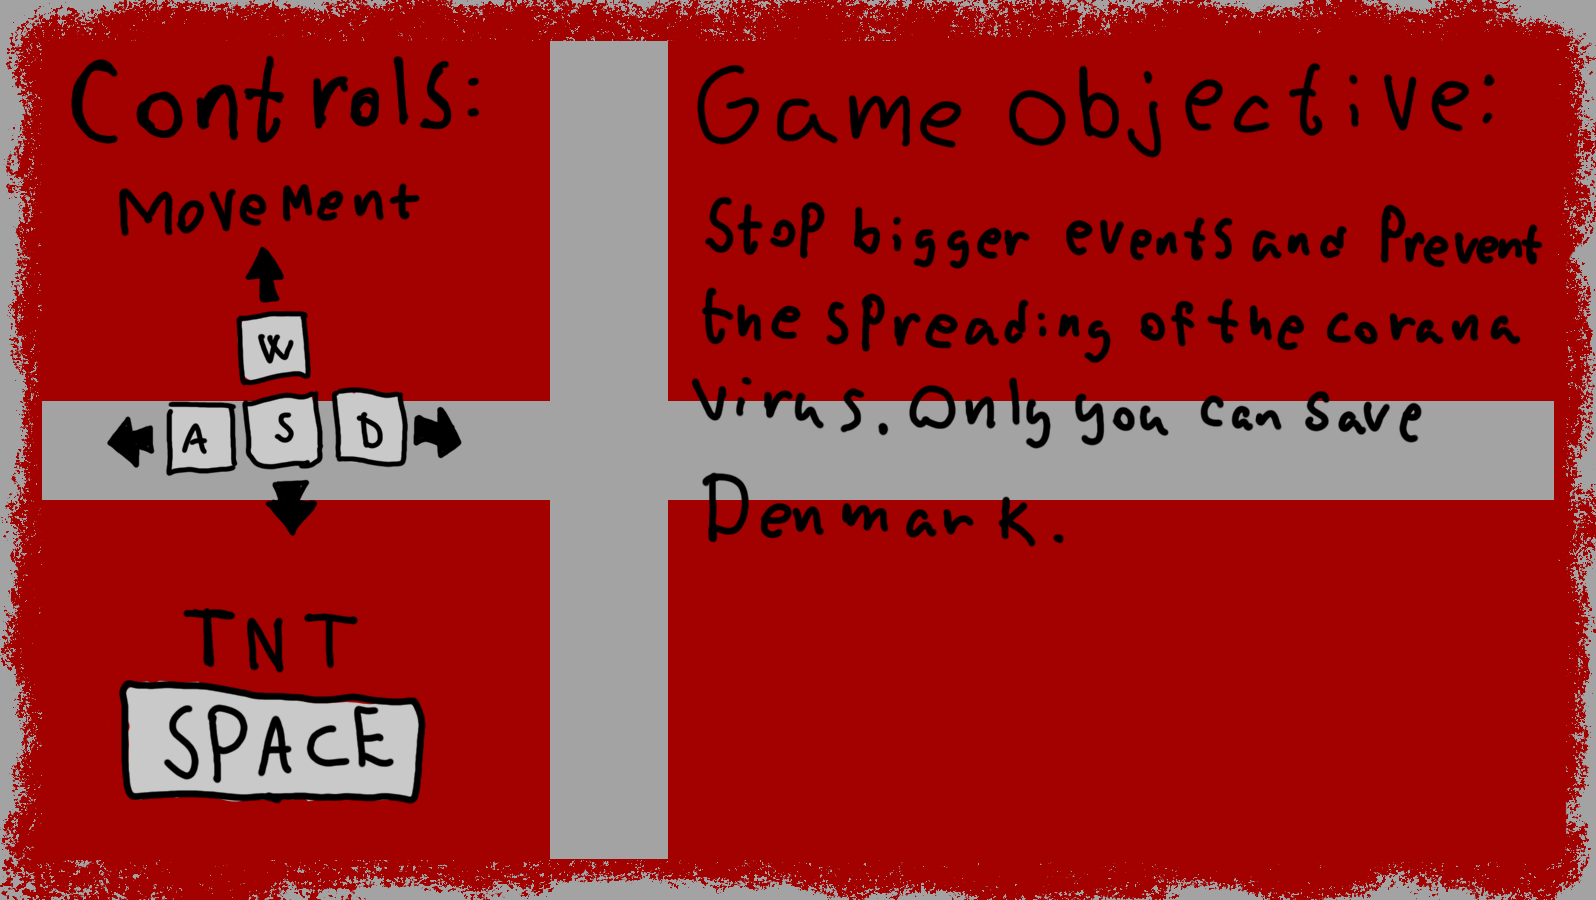 Controls:
Movement
W
A S D
TNT
SPACE
Game objective:
Stop bigger events and Prevent
the spreading of the corana
virus. Only you can save
Denmark.